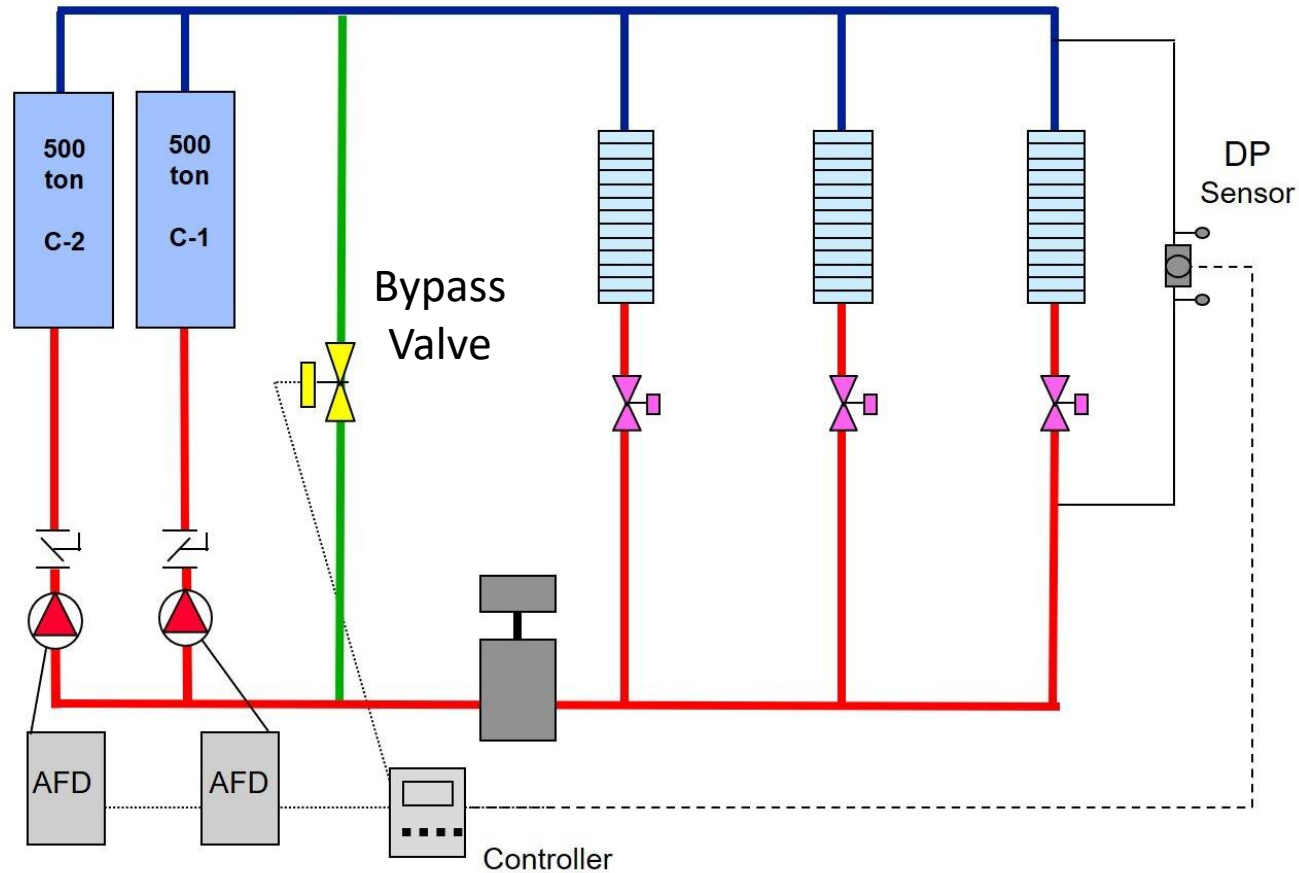 500
ton
C-2
500
ton
C-1
Bypass
Valve
DP
Sensor
AFD
AFD
Controller